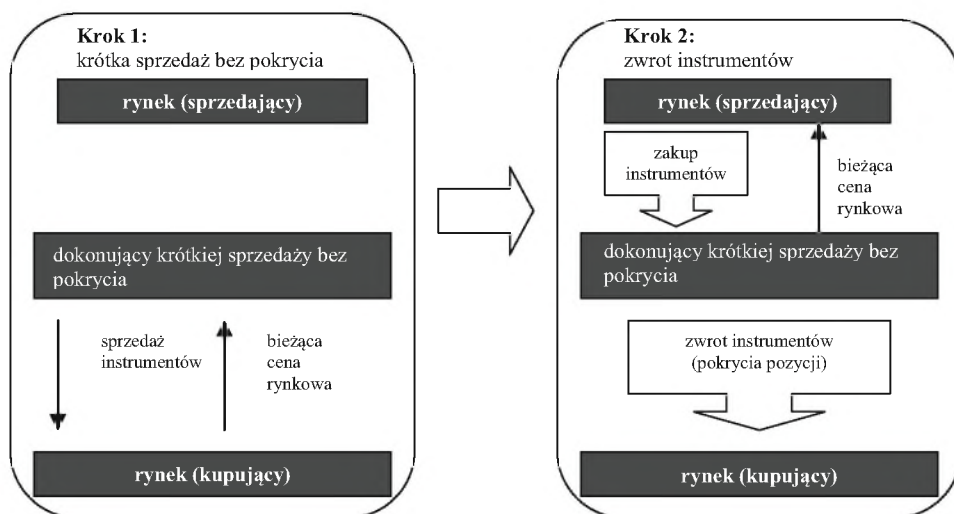 Krok 1:
krótka sprzedaż bez pokrycia
rynek (sprzedający)
dokonujący krótkiej sprzedaży bez
pokrycia
sprzedaż
instrumentów
bieżąca
cena
rynkowa
rynek (kupujący)
Krok 2:
zwrot instrumentów
rynek (sprzedający)
zakup
instrumentów
bieżąca
cena
rynkowa
dokonujący krótkiej sprzedaży bez
pokrycia
zwrot instrumentów
(pokrycia pozycji)
rynek (kupujący)